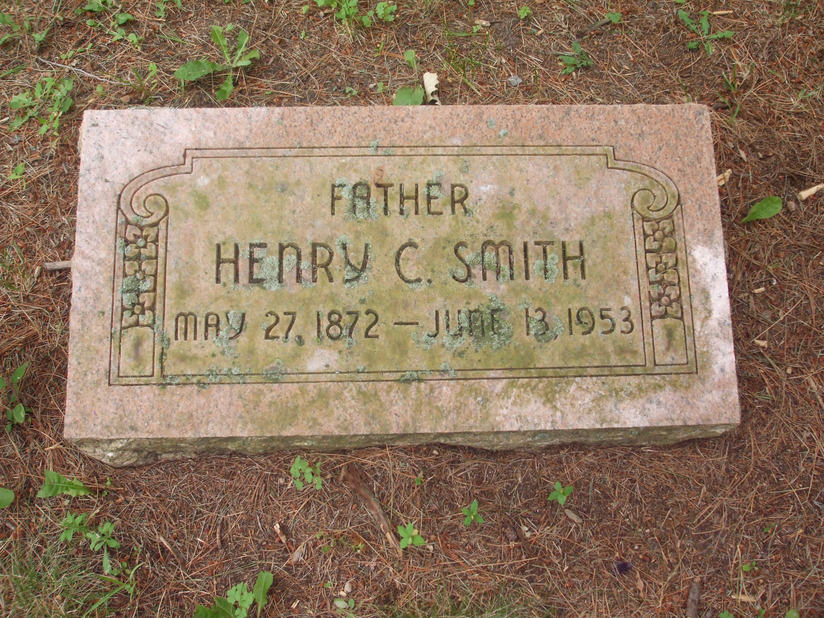 FATHER
HENRY C. SMITH
MAY 27, 1872 — JUNE 13, 1953